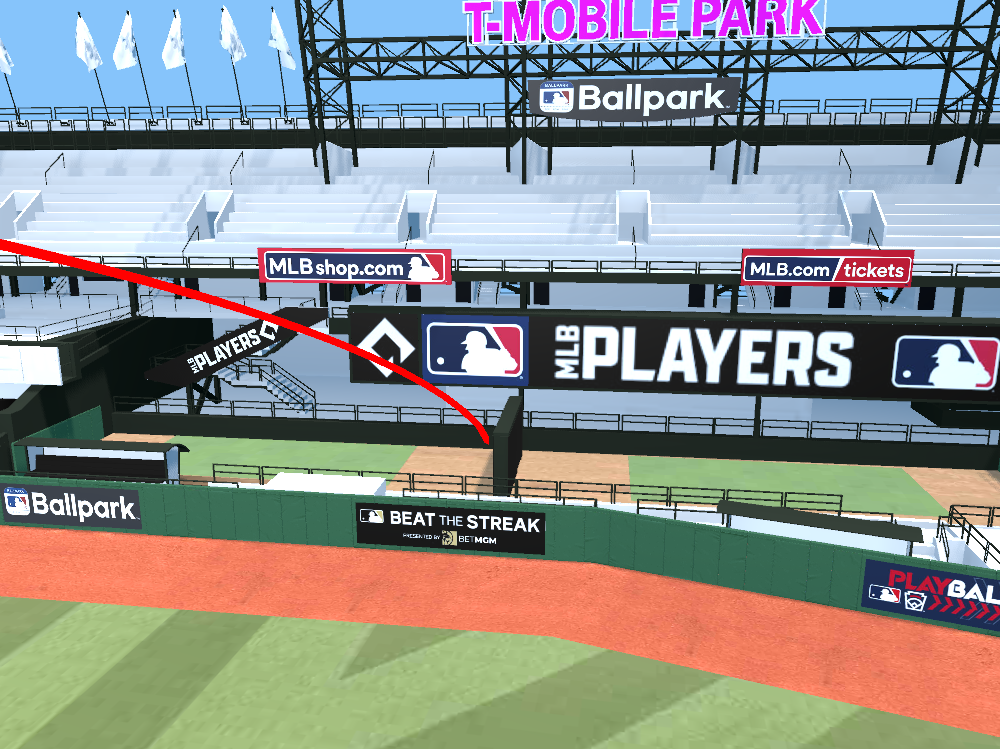 T-MOBILE PARK
Ballpark
MLBshop.com
MLB.com/tickets
MLB PLAYERS
MLB PLAYERS
Ballpark
BEAT THE STREAK
PRESENTED BY BETMGM
PLAYBAL